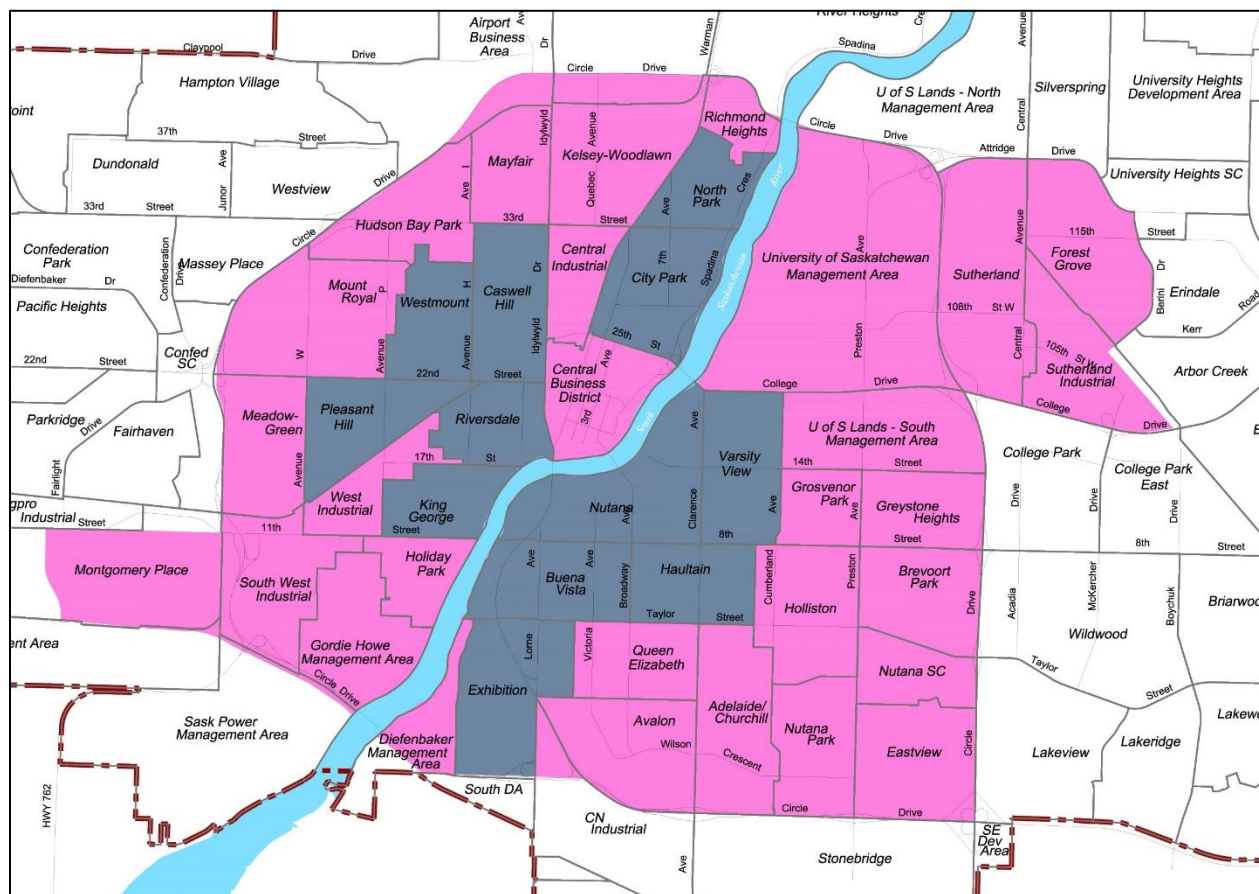 River Heights
Airport
Business
Area
Ave
Dr
Warman
Cres
Spadina
Avenue
Claypool
Drive
Circle
Drive
Hampton Village
U of S Lands - North
Management Area
Silverspring
University Heights
Development Area
Central
oint
37th
Street
Idylwyld
Avenue
Richmond
Heights
Circle
Drive
Attridge
Drive
Dundonald
Ave
Junor
Westview
Drive
Ave I
Mayfair
Kelsey-Woodlawn
Quebec
North
Park
Cres
River
University Heights SC
33rd
Street
Circle
Hudson Bay Park
33rd
Street
Ave
7th
Spadina
Confederation
Park
Diefenbaker
Dr
Confederation
Drive
Massey Place
Central
Industrial
City Park
University of Saskatchewan
Management Area
Ave
Avenue
115th
Street
Forest
Grove
Sutherland
Pacific Heights
Mount
Royal
P
Westmount
H
Caswell
Hill
Dr
Saskatchewan
108th
St W
Dr
Berini
Erindale
Road
Kerr
22nd
Street
Confed
SC
W
Avenue
Avenue
Idylwyld
25th
St
Ave
Preston
Central
105th
St W
Sutherland
Industrial
Arbor Creek
22nd
Street
Central
Business
District
3rd
College
Drive
College
Drive
Parkridge
Drive
Fairhaven
Fairlight
Meadow-
Green
Pleasant
Hill
Riversdale
South
Ave
Varsity
View
U of S Lands - South
Management Area
College Park
College Park
East
Avenue
17th
St
14th
Street
gpro
Industrial
Street
11th
West
Industrial
King
George
Street
Nutana
Ave
Clarence
8th
Ave
Grosvenor
Park
Ave
Greystone
Heights
Street
Drive
Drive
Drive
8th
Street
Montgomery Place
South West
Industrial
Holiday
Park
Ave
Buena
Vista
Ave
Broadway
Haultain
Cumberland
Preston
Brevoort
Park
Drive
Acadia
McKercher
Boychuk
Briarwoo
Taylor
Street
Holliston
Wildwood
ent Area
Gordie Howe
Management Area
Lorne
Victoria
Queen
Elizabeth
Nutana SC
Taylor
Street
Circle Drive
Exhibition
Adelaide/
Churchill
Sask Power
Management Area
Diefenbaker
Management
Area
Avalon
Wilson
Crescent
Nutana
Park
Eastview
Circle
Lakeview
Lakeridge
Lakewo
HWY 762
South DA
CN
Industrial
Ave
Circle
Drive
SE
Dev
Area
Stonebridge